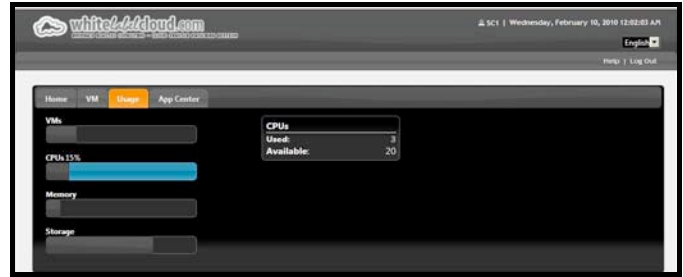 whitelabelcloud.com
SC1 | Wednesday, February 10, 2010 12:02:03 AM
English
Help | Log Out
Home VM Usage App Center
VMs
CPUs 15%
Memory
Storage
CPUs
Used: 3
Available: 20